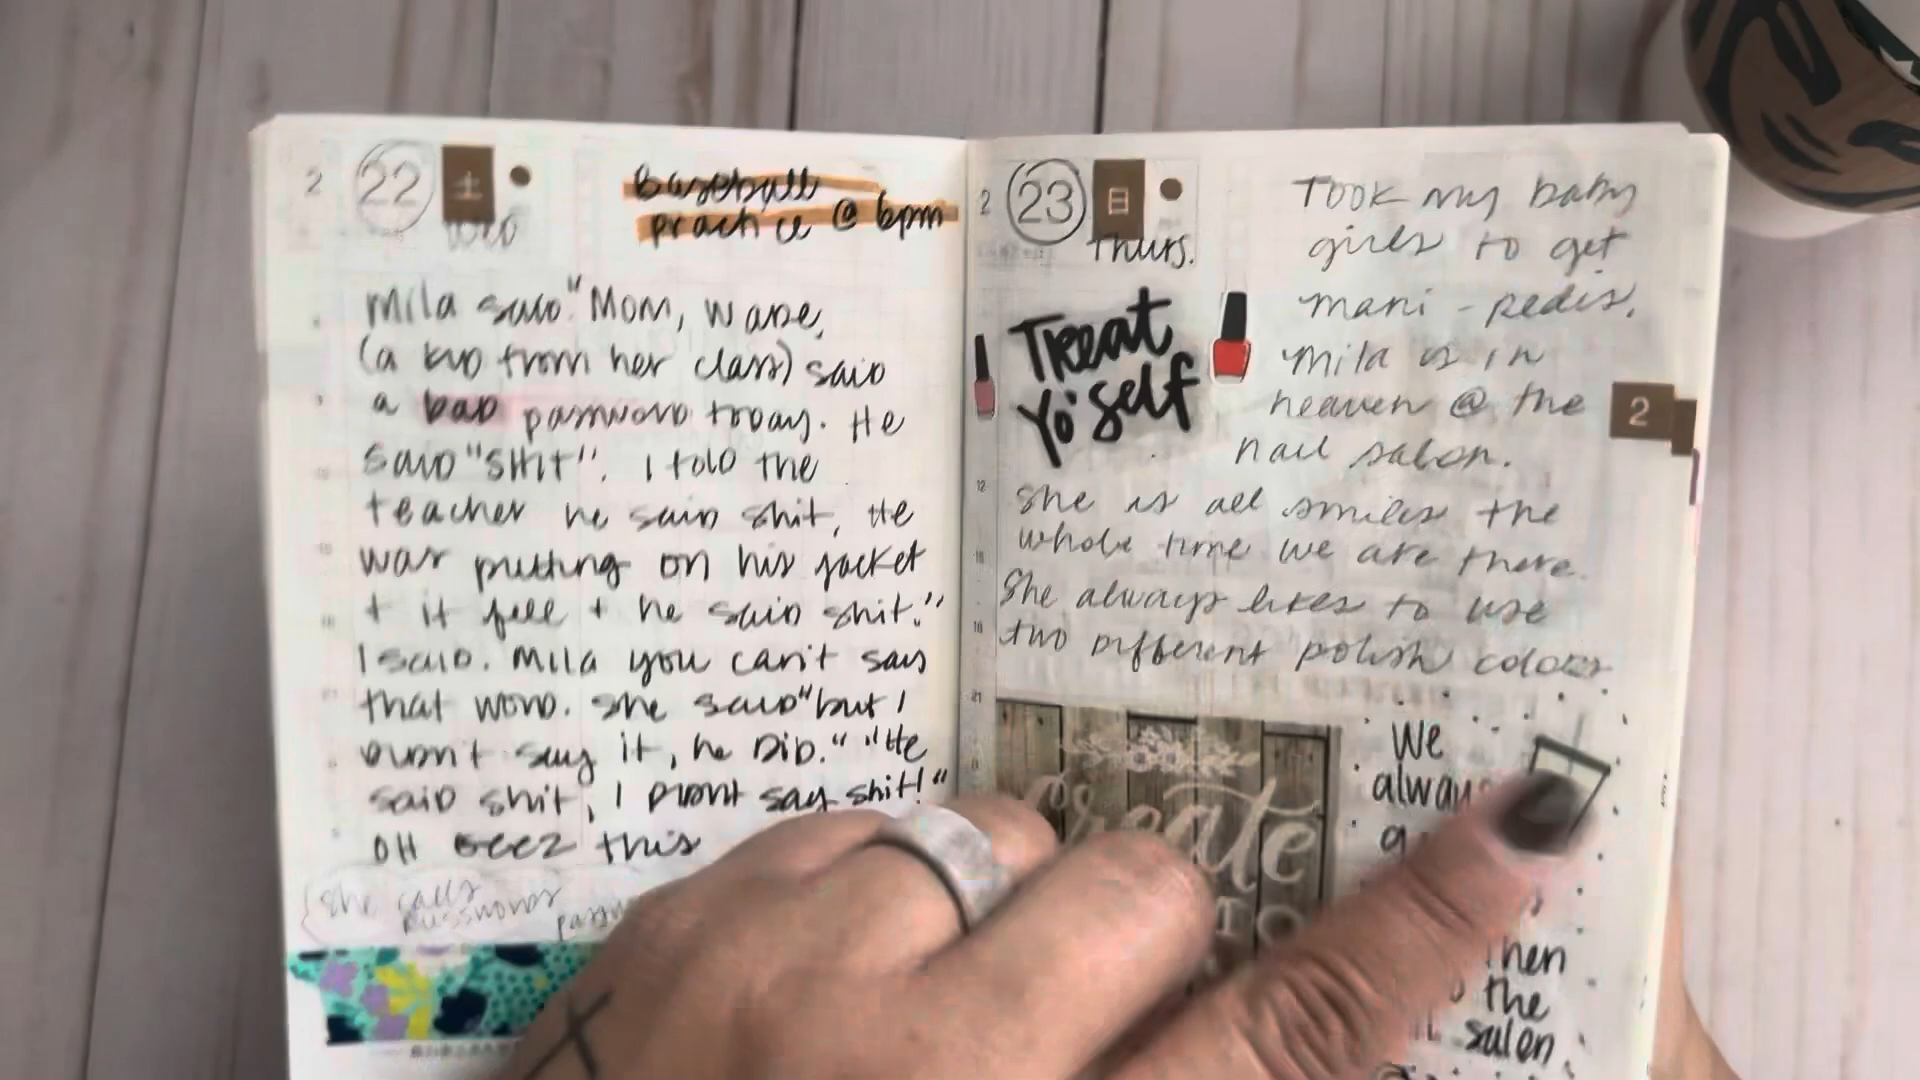 2 22 土
WED
Baseball
practice @ 6pm
Mila said "Mom, Wade,
(a kid from her class) said
a bad password today. He
said "SHIT". I told the
teacher he said shit, He
was putting on his jacket
+ it fell + he said shit."
I said. Mila you can't say
that word. She said "but I
didn't say it, he DID." "He
said shit, I didn't say shit!"
OH GEEZ this
(she calls
passwords
2 23 日
Thurs.
Treat
Yo' Self
Took my baby
girls to get
mani - pedis.
Mila is in
heaven @ the
nail salon.
She is all smiles the
whole time we are there.
She always likes to use
two different polish colors
2
12
18
21
Create
We
always
then
the
salon